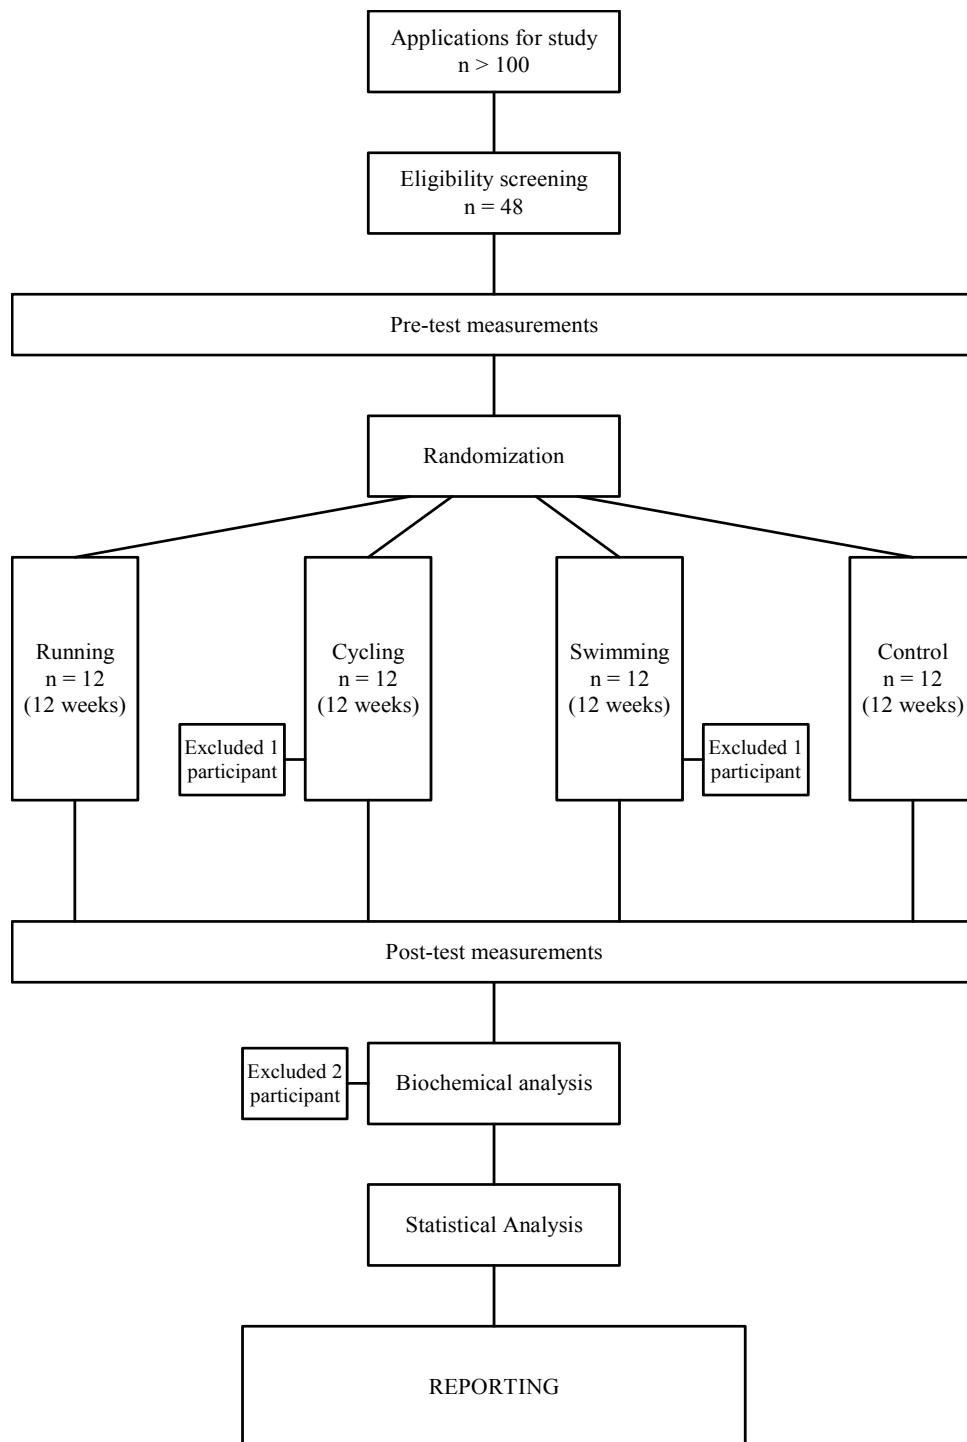 Applications for study
n > 100
Eligibility screening
n = 48
Pre-test measurements
Randomization
Running
n = 12
(12 weeks)
Cycling
n = 12
(12 weeks)
Swimming
n = 12
(12 weeks)
Control
n = 12
(12 weeks)
Excluded 1
participant
Excluded 1
participant
Post-test measurements
Excluded 2
participant
Biochemical analysis
Statistical Analysis
REPORTING